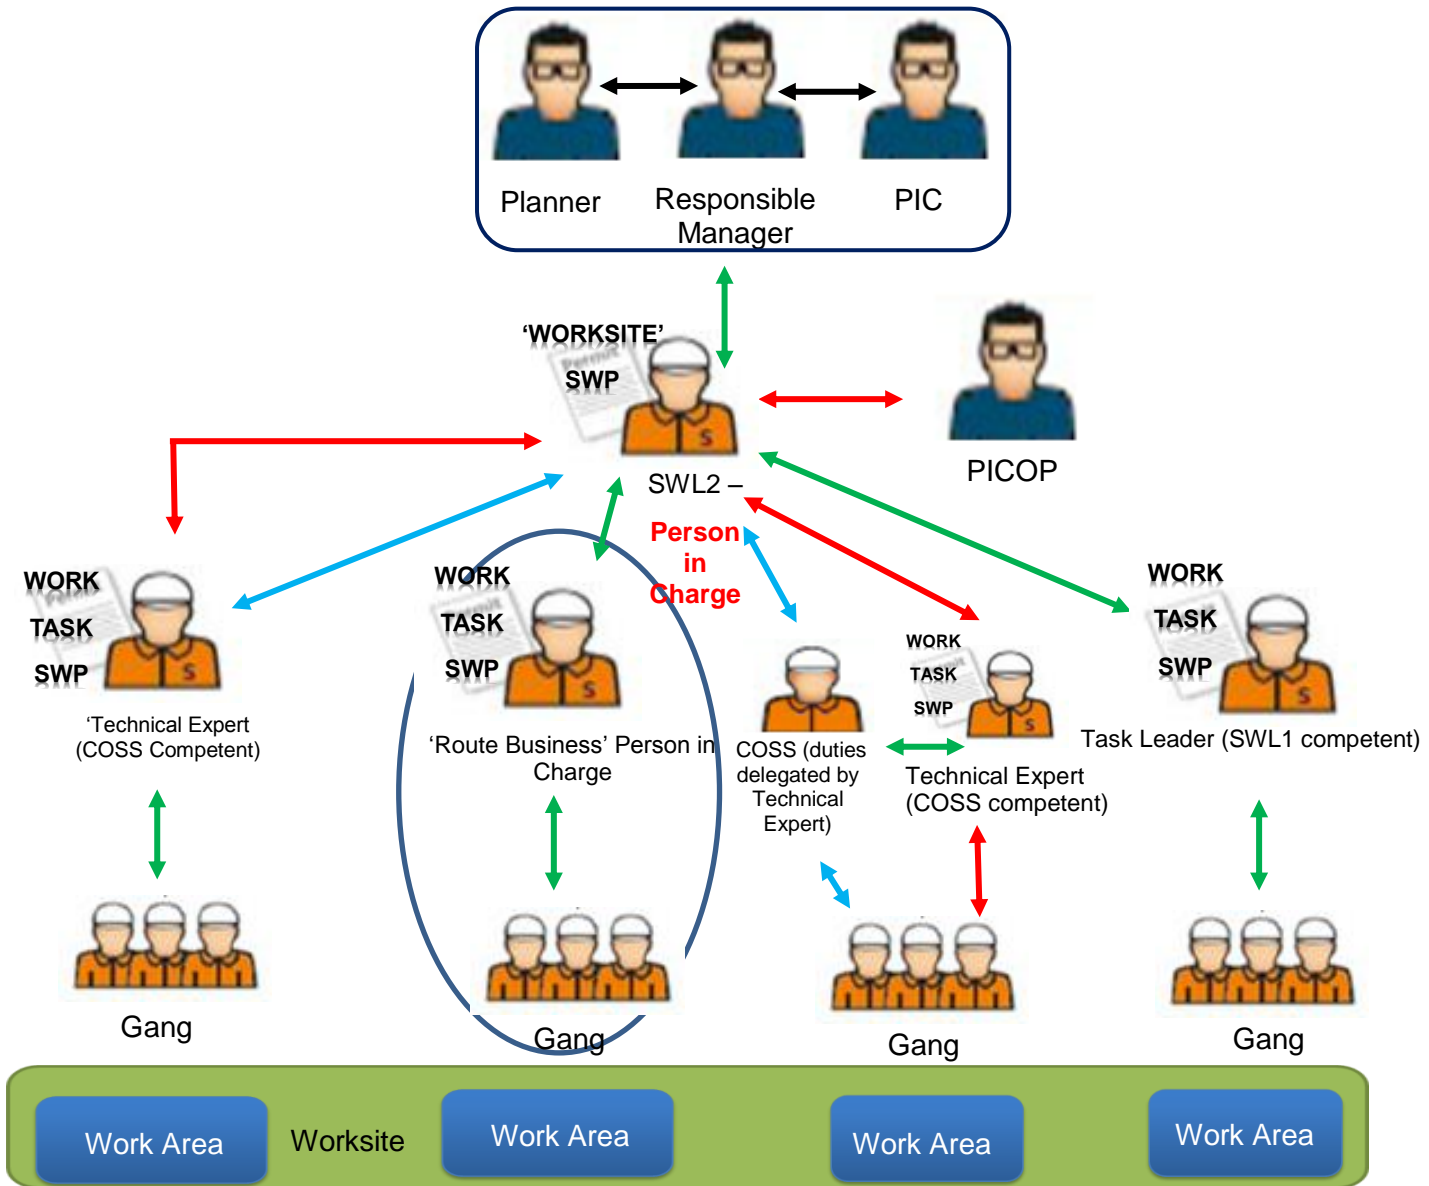 Planner
Responsible
Manager
PIC
‘WORKSITE’
SWP
S
PICOP
SWL2 –
Person
in
Charge
WORK
TASK
SWP
S
‘Technical Expert
(COSS Competent)
WORK
TASK
SWP
S
‘Route Business’ Person in
Charge
COSS (duties
delegated by
Technical
Expert)
WORK
TASK
SWP
S
Technical Expert
(COSS competent)
WORK
TASK
SWP
S
Task Leader (SWL1 competent)
Gang
Gang
Gang
Gang
Work Area
Worksite
Work Area
Work Area
Work Area